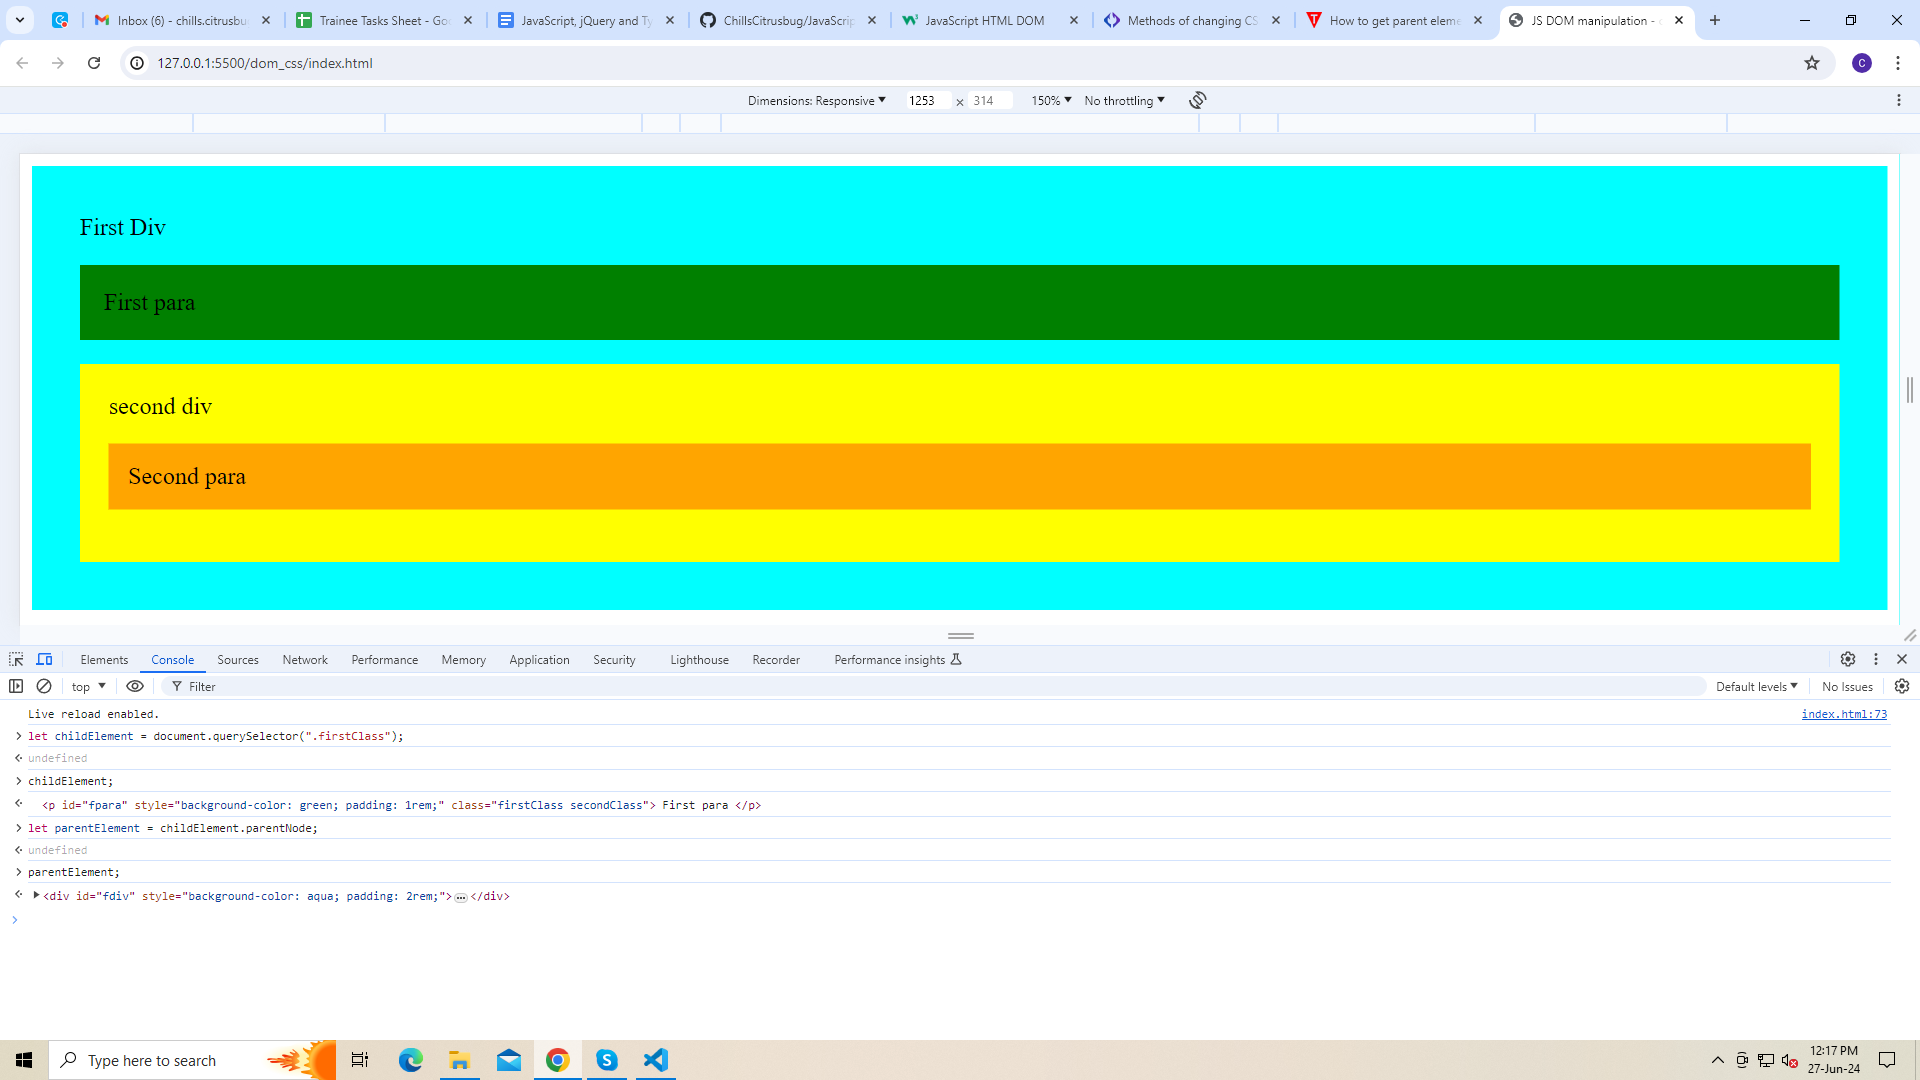 Inbox (6) - chills.citrusbu
Trainee Tasks Sheet - Goo
JavaScript, jQuery and Ty
ChillsCitrusbug/JavaScrip
JavaScript HTML DOM
Methods of changing CS
How to get parent eleme
JS DOM manipulation - c
127.0.0.1:5500/dom_css/index.html
C
Dimensions: Responsive
1253 × 314
150%
No throttling
First Div
First para
second div
Second para
Elements
Console
Sources
Network
Performance
Memory
Application
Security
Lighthouse
Recorder
Performance insights
top
Filter
Default levels
No Issues
Live reload enabled.
index.html:73
let childElement = document.querySelector(".firstClass");
undefined
childElement;
<p id="fpara" style="background-color: green; padding: 1rem;" class="firstClass secondClass"> First para </p>
let parentElement = childElement.parentNode;
undefined
parentElement;
<div id="fdiv" style="background-color: aqua; padding: 2rem;">…</div>
Type here to search
12:17 PM
27-Jun-24